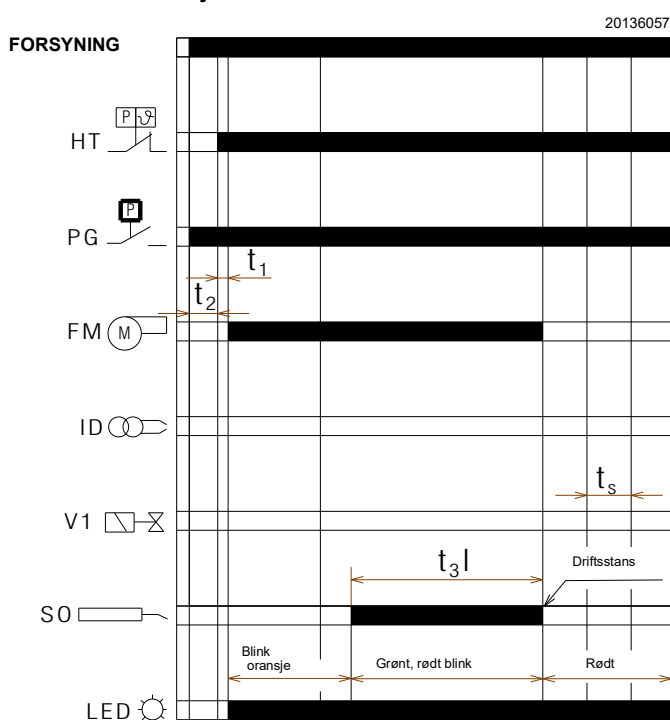 20136057
FORSYNING
P ϑ
HT
P
PG
t1
t2
FM M
ID
ts
V1
t3l
Driftsstans
SO
Blink
oransje
Grønt, rødt blink
Rødt
LED